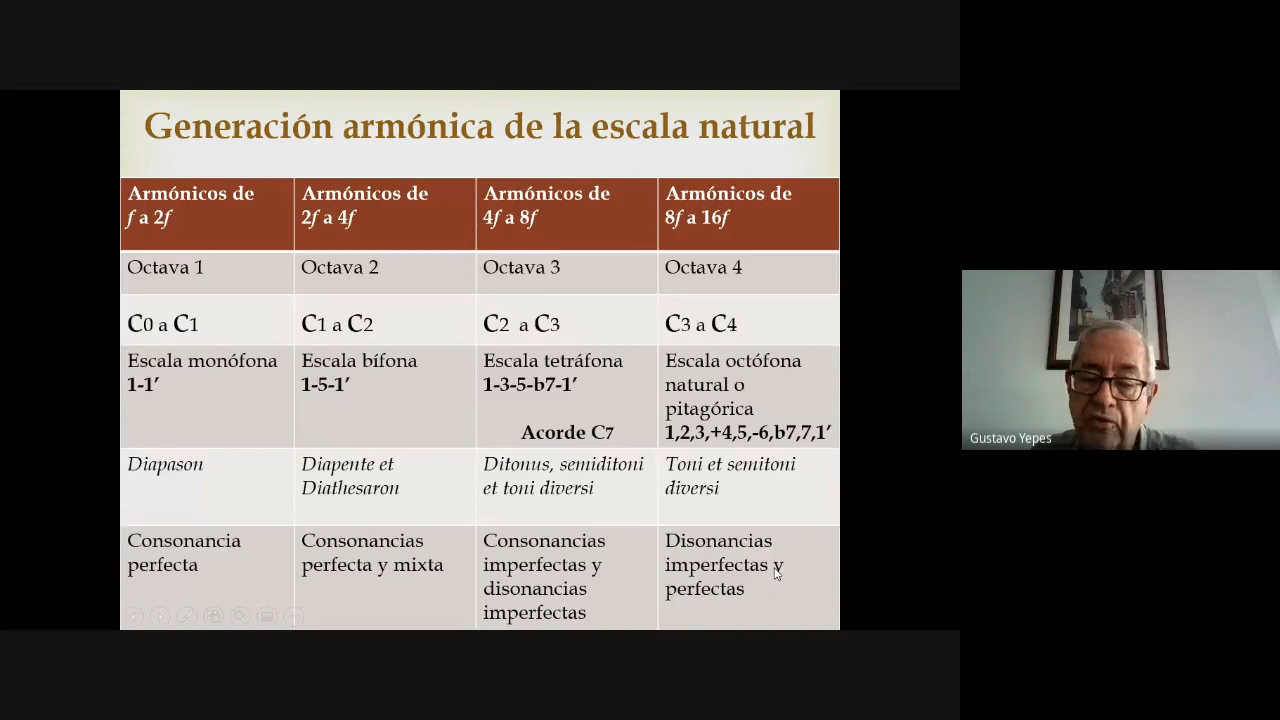 Generación armónica de la escala natural
Armónicos de
f a 2f
Armónicos de
2f a 4f
Armónicos de
4f a 8f
Armónicos de
8f a 16f
Octava 1
Octava 2
Octava 3
Octava 4
C0 a C1
C1 a C2
C2 a C3
C3 a C4
Escala monófona
1-1’
Escala bífona
1-5-1’
Escala tetráfona
1-3-5-b7-1’
Acorde C7
Escala octófona
natural o
pitagórica
1,2,3,+4,5,-6,b7,7,1’
Diapason
Diapente et
Diathesaron
Ditonus, semiditoni
et toni diversi
Toni et semitoni
diversi
Consonancia
perfecta
Consonancias
perfecta y mixta
Consonancias
imperfectas y
disonancias
imperfectas
Disonancias
imperfectas y
perfectas
Gustavo Yepes